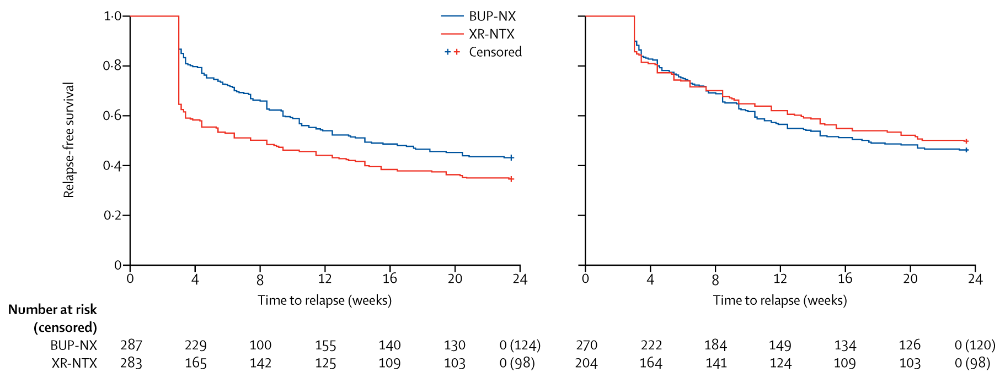 BUP-NX
XR-NTX
Censored
Relapse-free survival
1·0
0·8
0·6
0·4
0·2
0
0 4 8 12 16 20 24
Time to relapse (weeks)
0 4 8 12 16 20 24
Time to relapse (weeks)
Number at risk
(censored)
BUP-NX 287 229 100 155 140 130 0 (124) 270 222 184 149 134 126 0 (120)
XR-NTX 283 165 142 125 109 103 0 (98) 204 164 141 124 109 103 0 (98)